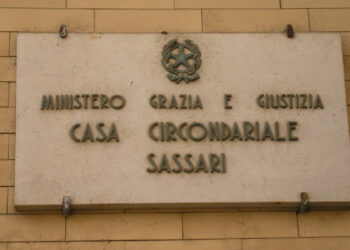 MINISTERO GRAZIA E GIUSTIZIA
CASA CIRCONDARIALE
SASSARI